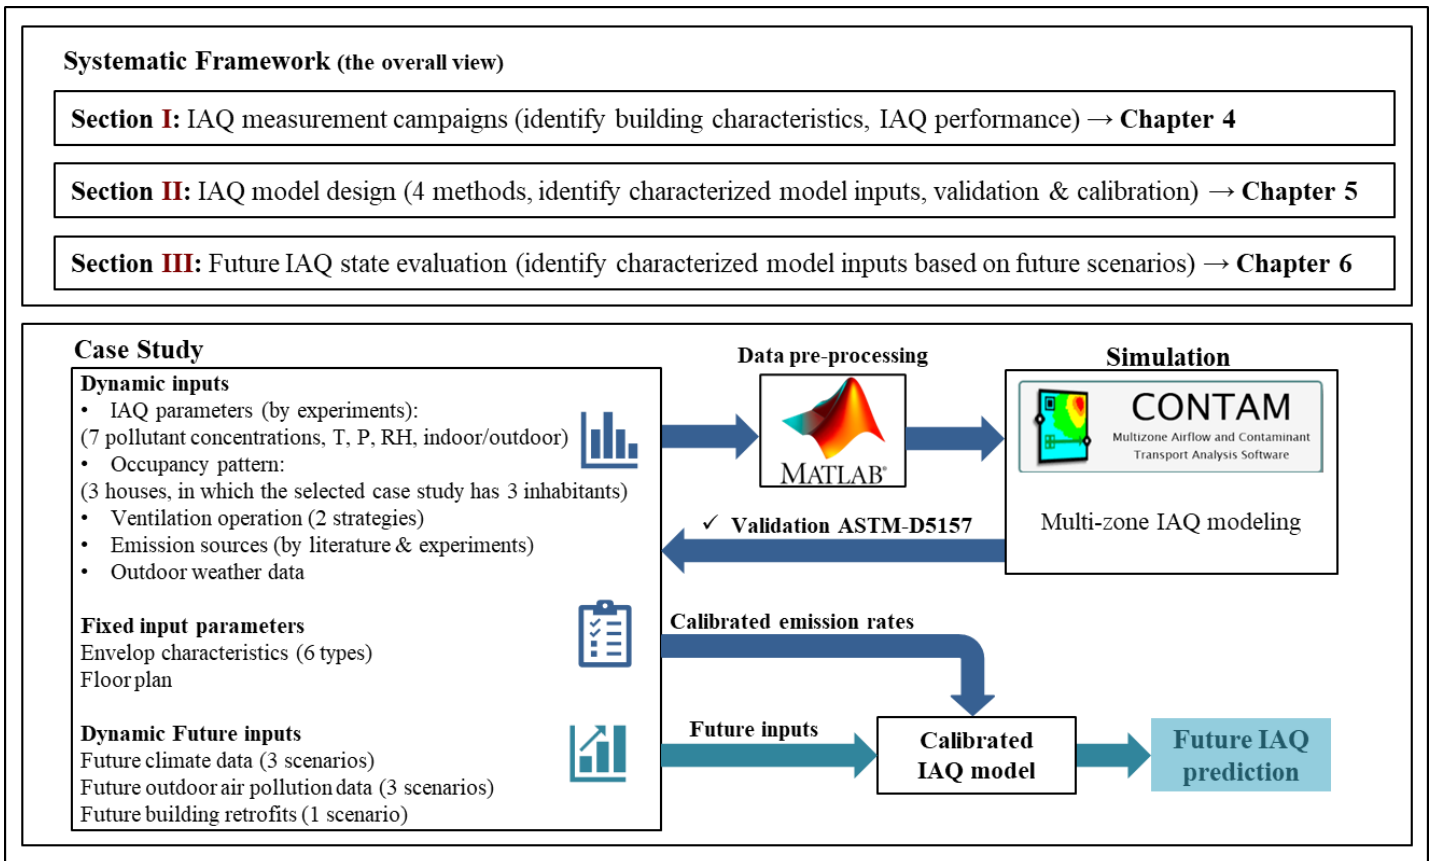 Systematic Framework (the overall view)
Section I: IAQ measurement campaigns (identify building characteristics, IAQ performance) → Chapter 4
Section II: IAQ model design (4 methods, identify characterized model inputs, validation & calibration) → Chapter 5
Section III: Future IAQ state evaluation (identify characterized model inputs based on future scenarios) → Chapter 6
Case Study
Dynamic inputs
• IAQ parameters (by experiments):
(7 pollutant concentrations, T, P, RH, indoor/outdoor)
• Occupancy pattern:
(3 houses, in which the selected case study has 3 inhabitants)
• Ventilation operation (2 strategies)
• Emission sources (by literature & experiments)
• Outdoor weather data
Fixed input parameters
Envelop characteristics (6 types)
Floor plan
Dynamic Future inputs
Future climate data (3 scenarios)
Future outdoor air pollution data (3 scenarios)
Future building retrofits (1 scenario)
Data pre-processing
MATLAB®
Simulation
CONTAM
Multizone Airflow and Contaminant
Transport Analysis Software
Multi-zone IAQ modeling
✓ Validation ASTM-D5157
Calibrated emission rates
Future inputs
Calibrated
IAQ model
Future IAQ
prediction